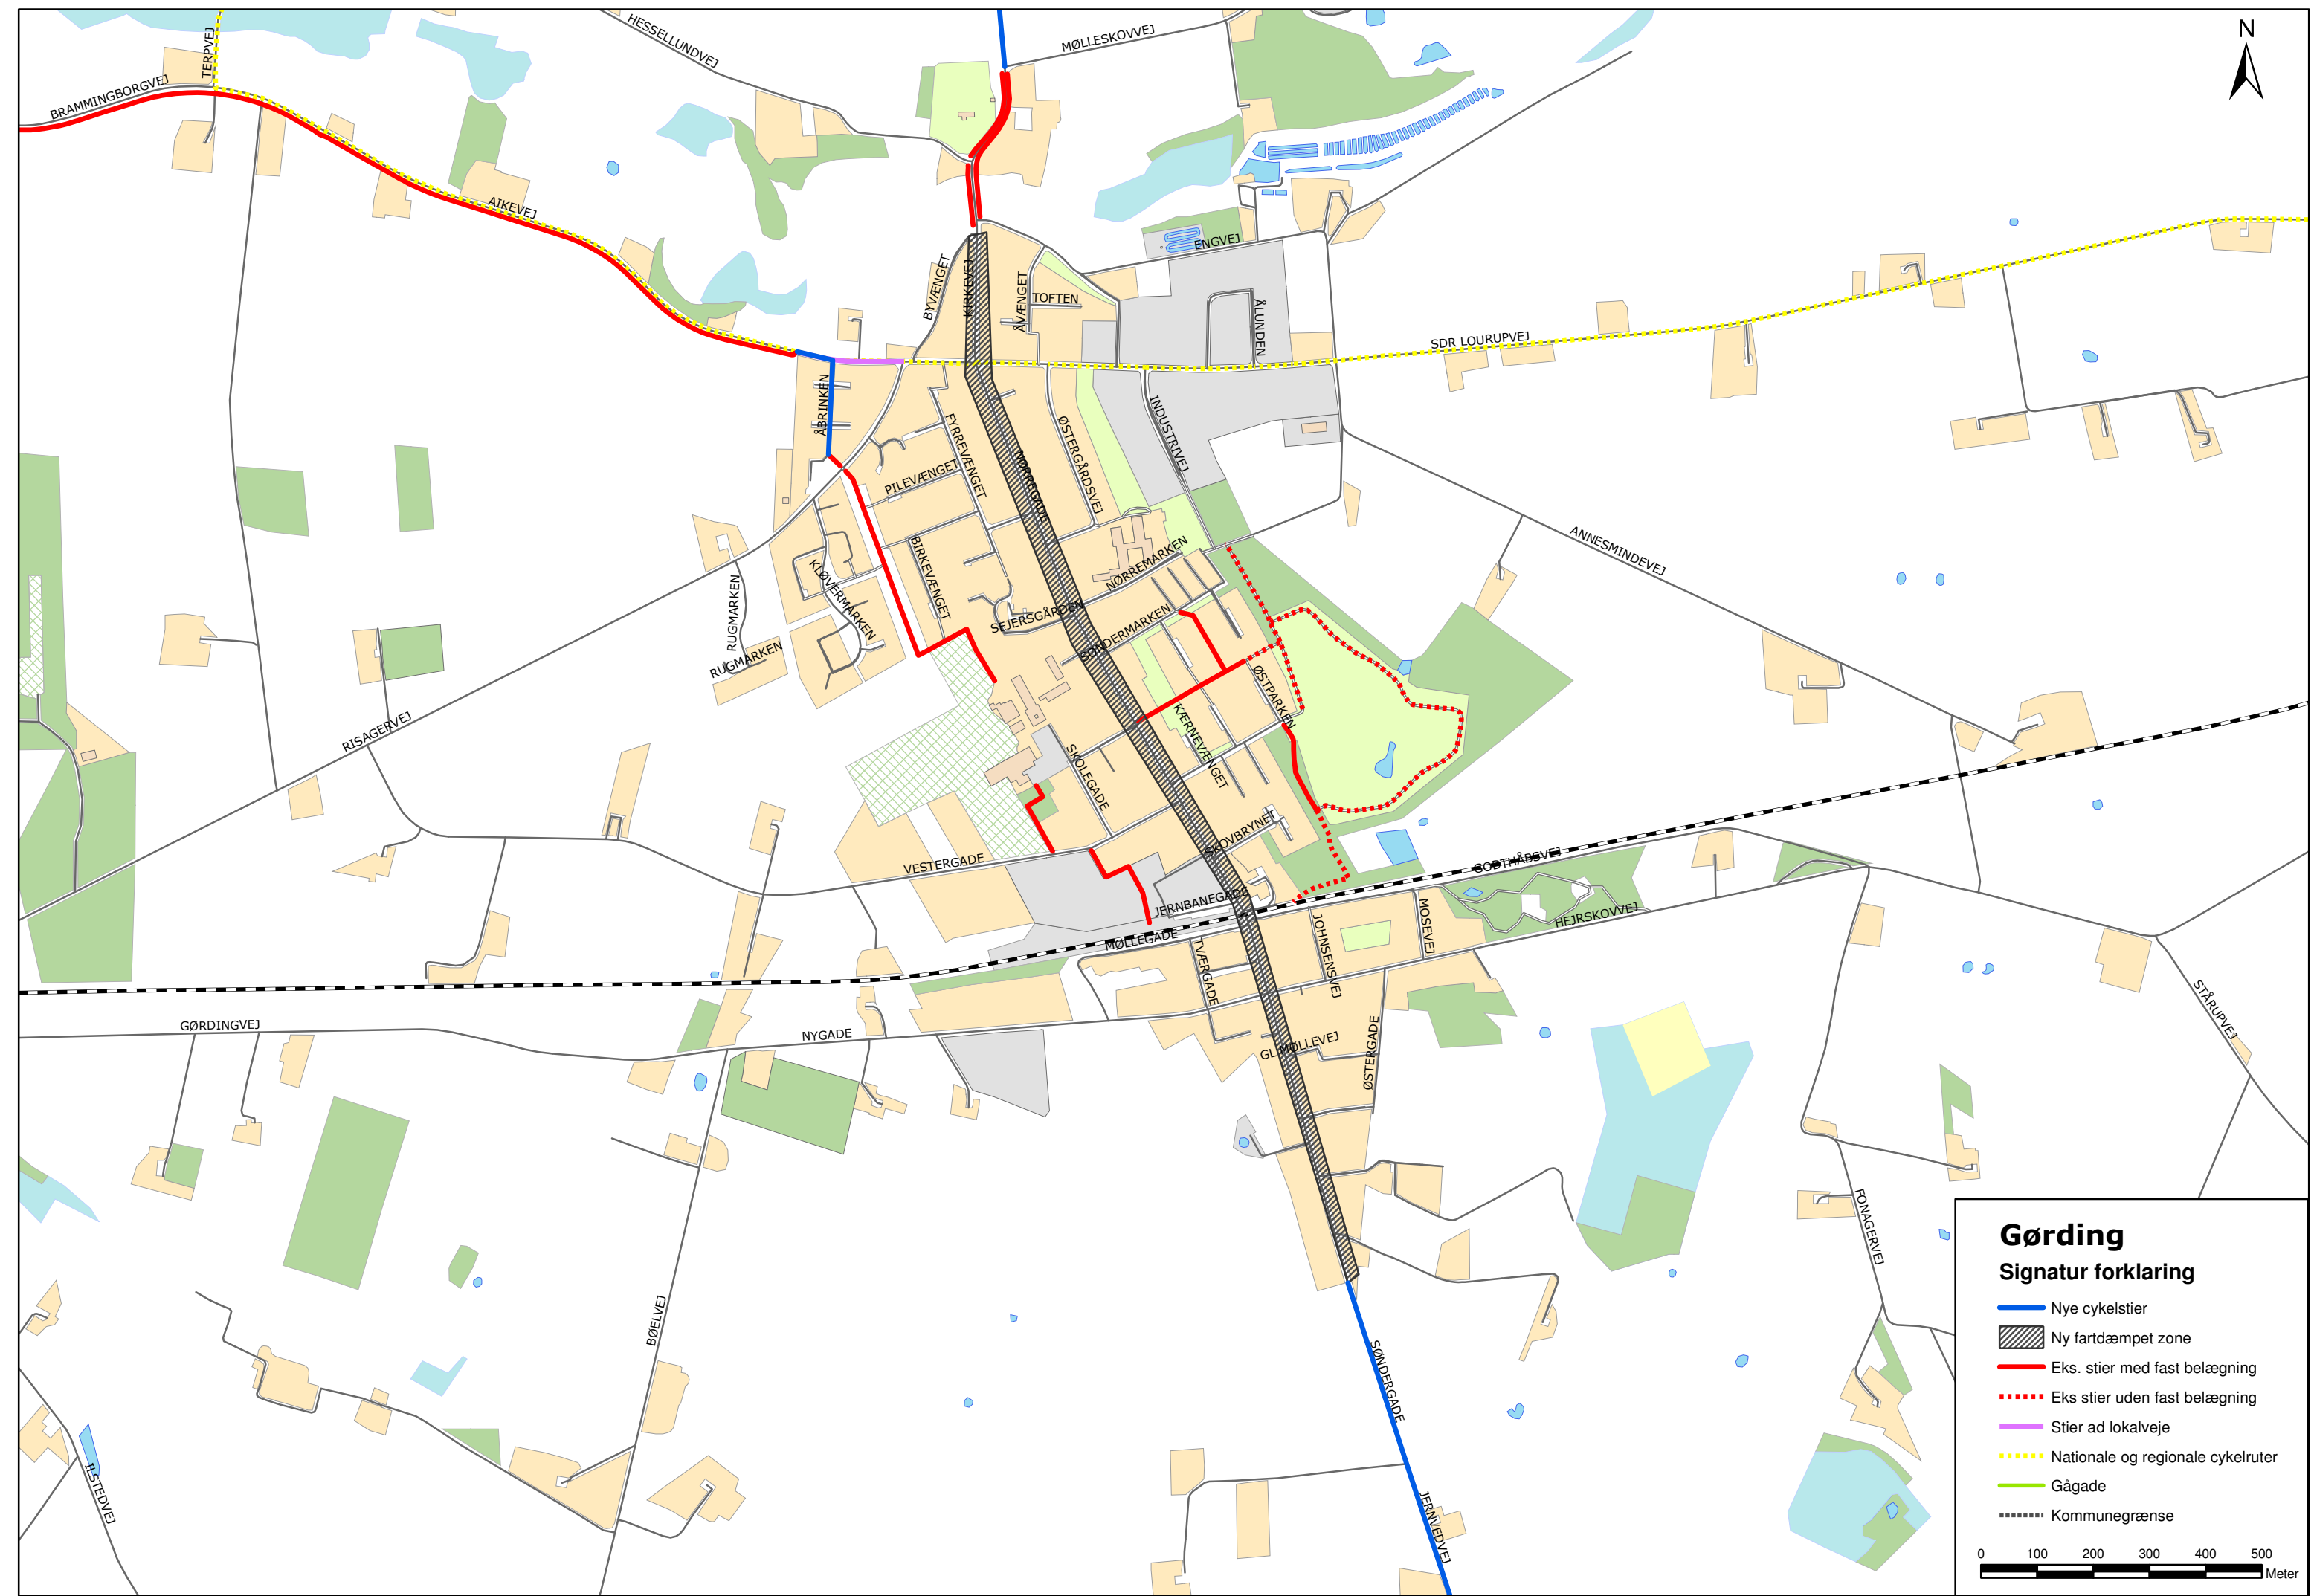 N
HESSELLUNDVEJ
MØLLESKOVVEJ
TERPVEJ
BRAMMINGBORGVEJ
AIKEVEJ
ENGVEJ
BYVÆNGET
KIRKEVEJ
ÅVÆNGET
TOFTEN
ÅLUNDEN
SDR LOURUPVEJ
ÅBRINKEN
FYRREVÆNGET
ØSTERGÅRDSVEJ
INDUSTRIVEJ
PILEVÆNGET
NØRREGADE
ANNESMINDEVEJ
BIRKEVÆNGET
KLØVERMARKEN
NØRREMARKEN
RUGMARKEN
SEJERSGÅRDEN
SØNDERMARKEN
RUGMARKEN
ØSTPARKEN
KÆRNEVÆNGET
RISAGERVEJ
SKOLEGADE
SKOVBRYNET
VESTERGADE
GODTHÅBSVEJ
JERNBANEGADE
MØLLEGADE
MOSEVEJ
HEJRSKOVVEJ
JOHNSENSVEJ
TVÆRGADE
STÅRUPVEJ
GØRDINGVEJ
NYGADE
GL MØLLEVEJ
ØSTERGADE
FONAGERVEJ
BØELVEJ
SØNDERGADE
ILSTEDVEJ
JERNVEDVEJ
Gørding
Signatur forklaring
Nye cykelstier
Ny fartdæmpet zone
Eks. stier med fast belægning
Eks stier uden fast belægning
Stier ad lokalveje
Nationale og regionale cykelruter
Gågade
Kommunegrænse
0 100 200 300 400 500
Meter